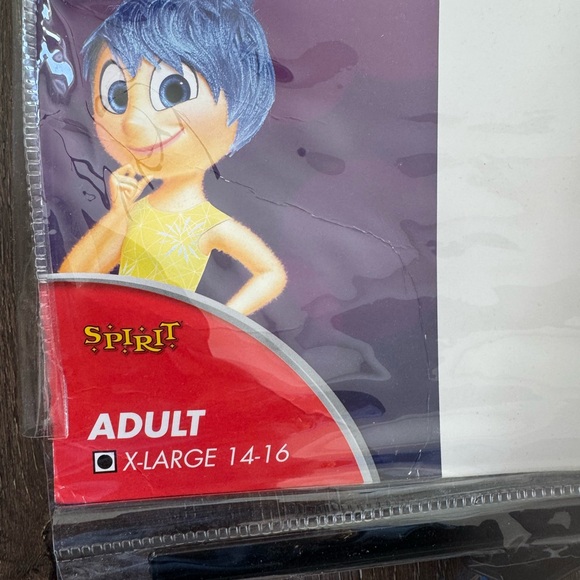 SPIRIT
ADULT
X-LARGE 14-16